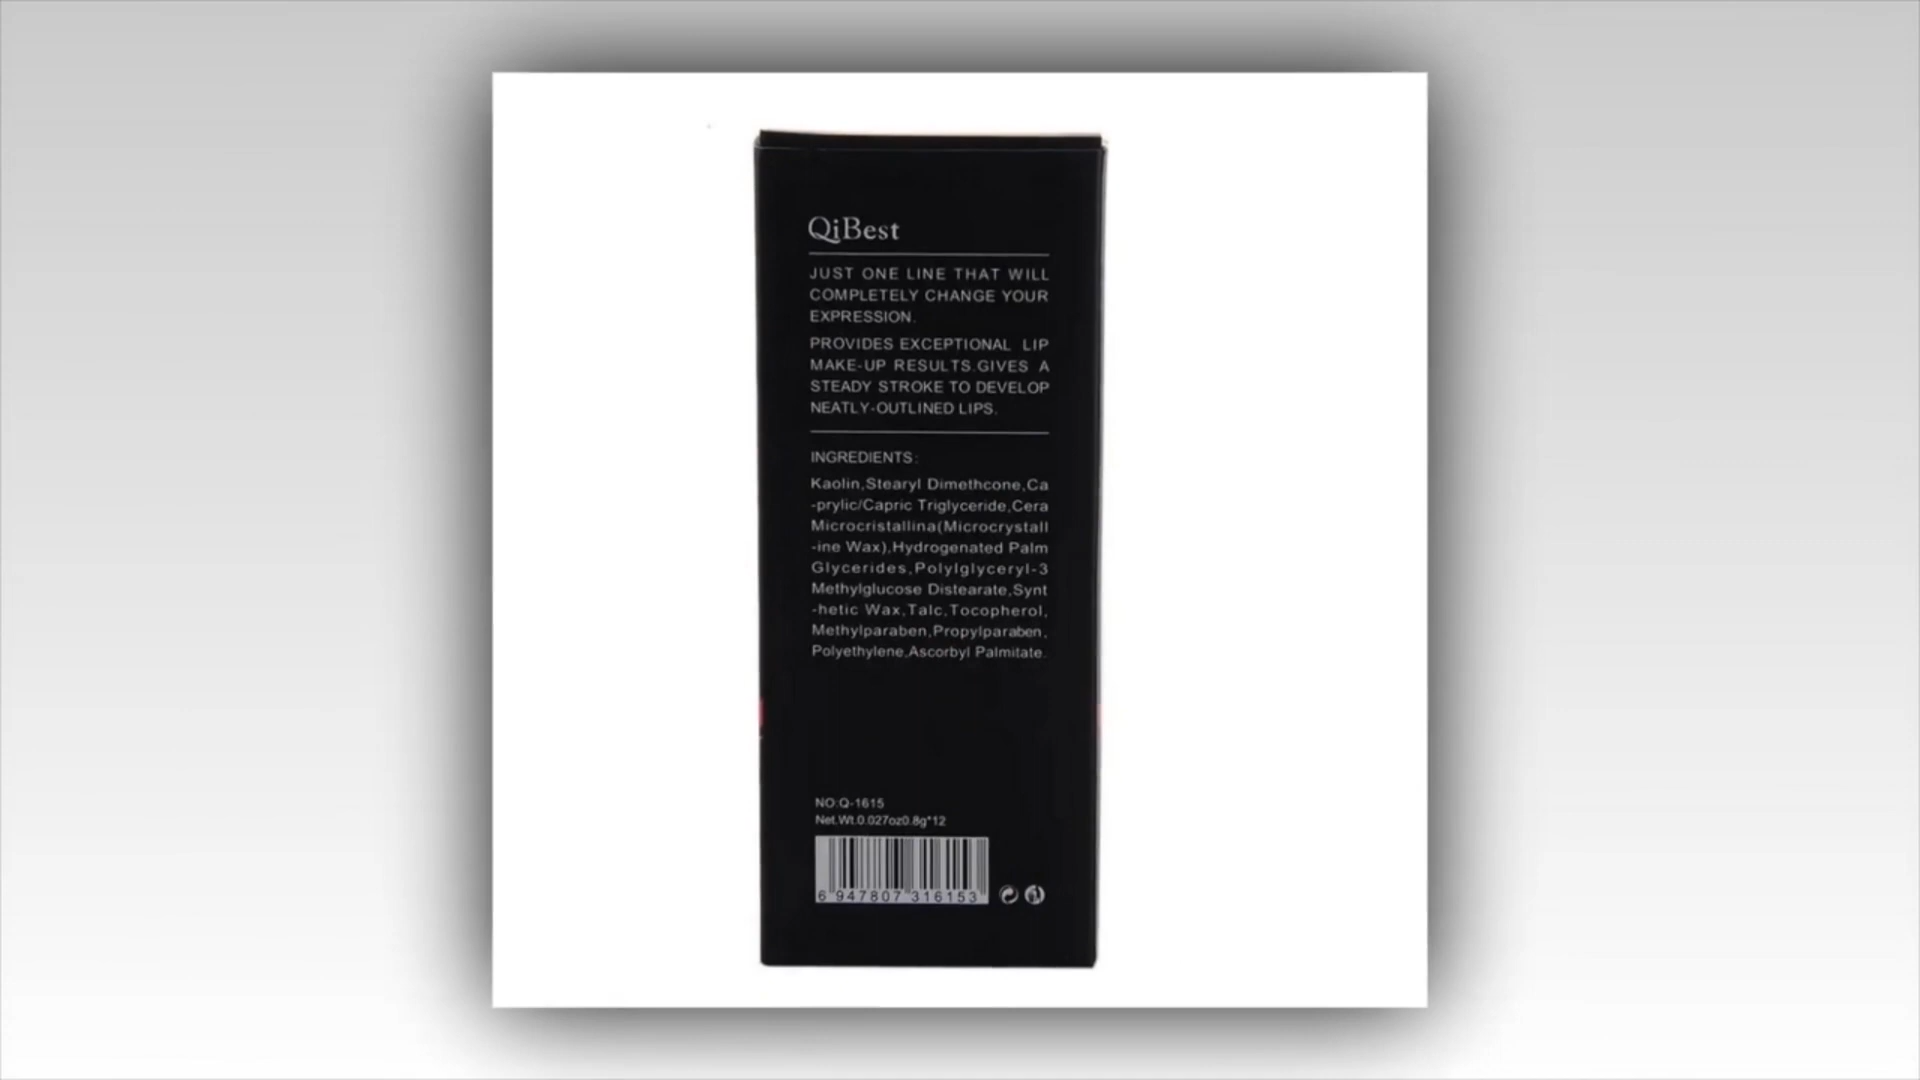 QiBest
JUST ONE LINE THAT WILL
COMPLETELY CHANGE YOUR
EXPRESSION.
PROVIDES EXCEPTIONAL LIP
MAKE-UP RESULTS.GIVES A
STEADY STROKE TO DEVELOP
NEATLY-OUTLINED LIPS.
INGREDIENTS:
Kaolin,Stearyl Dimethcone,Ca
-prylic/Capric Triglyceride,Cera
Microcristallina(Microcrystall
-ine Wax),Hydrogenated Palm
Glycerides,Polylglyceryl-3
Methylglucose Distearate,Synt
-hetic Wax,Talc,Tocopherol,
Methylparaben,Propylparaben,
Polyethylene,Ascorbyl Palmitate.
NO:Q-1615
Net.Wt.0.027oz0.8g*12
6 947807 316153